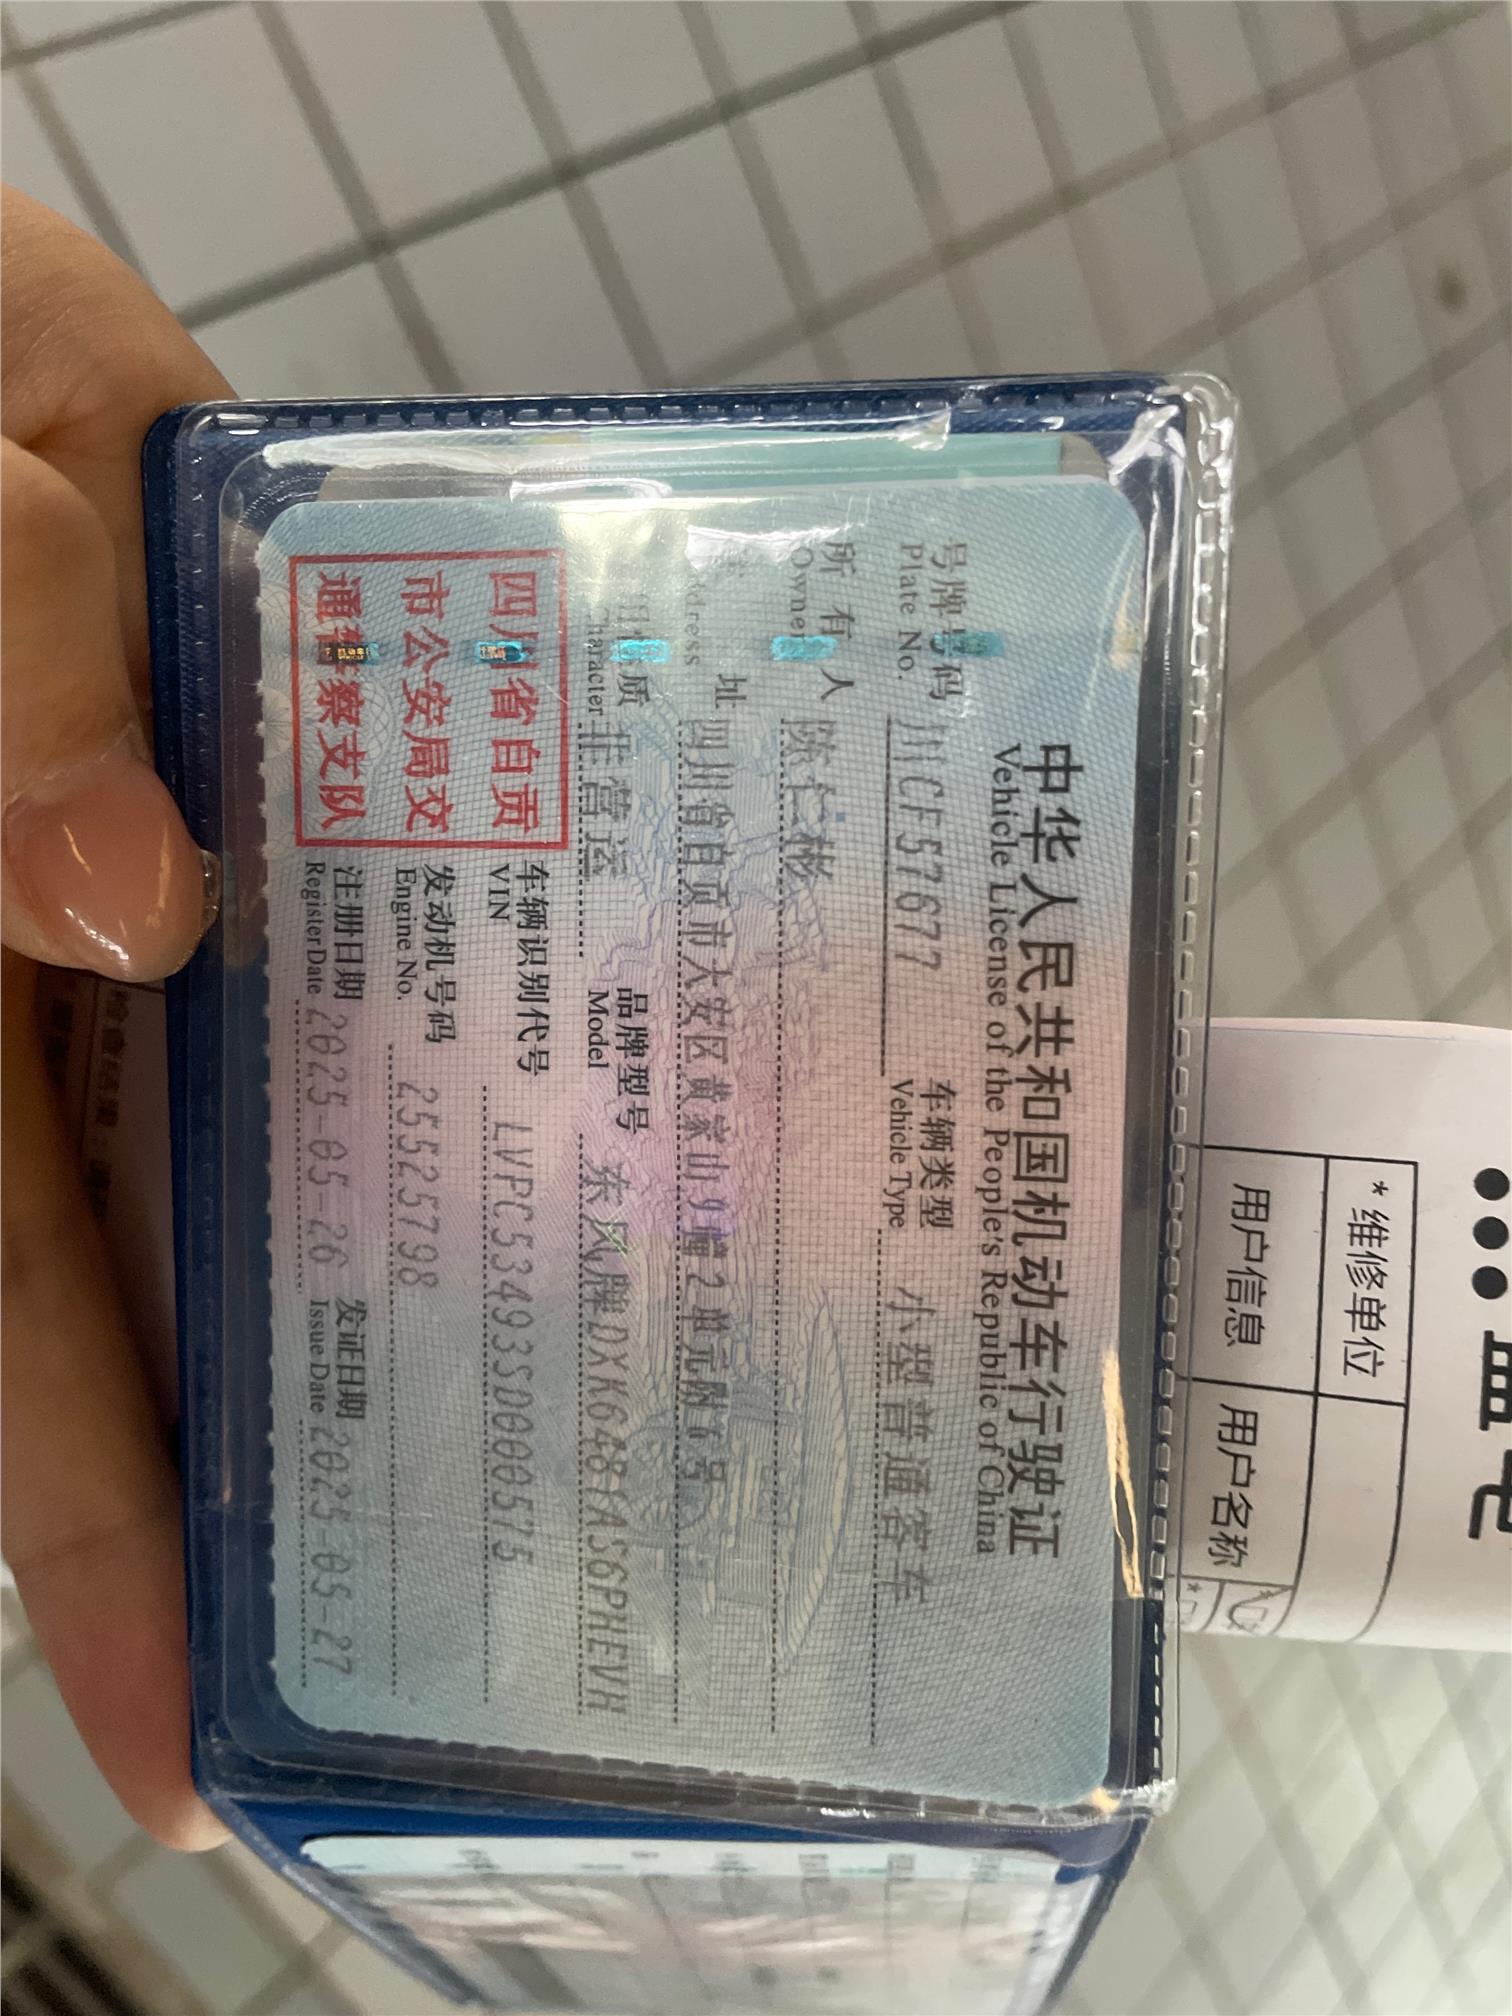 中华人民共和国机动车行驶证
Vehicle License of the People's Republic of China
号牌号码 川CF57677 车辆类型 小型普通客车
Plate No. Vehicle Type
所有人 陈仁彬
Owner
址 四川省自贡市大安区黄家山9幢2单元附6号
质 非营运 品牌型号 东风牌DXK6481AS6PHEVH
Character Model
四川省自贡市公安局交通警察支队
车辆识别代号 LVPC53493SD000575
VIN
发动机号码 25525798
Engine No.
注册日期 2025-05-26 发证日期 2025-05-27
Register Date Issue Date
*维修单位
用户信息 用户名称